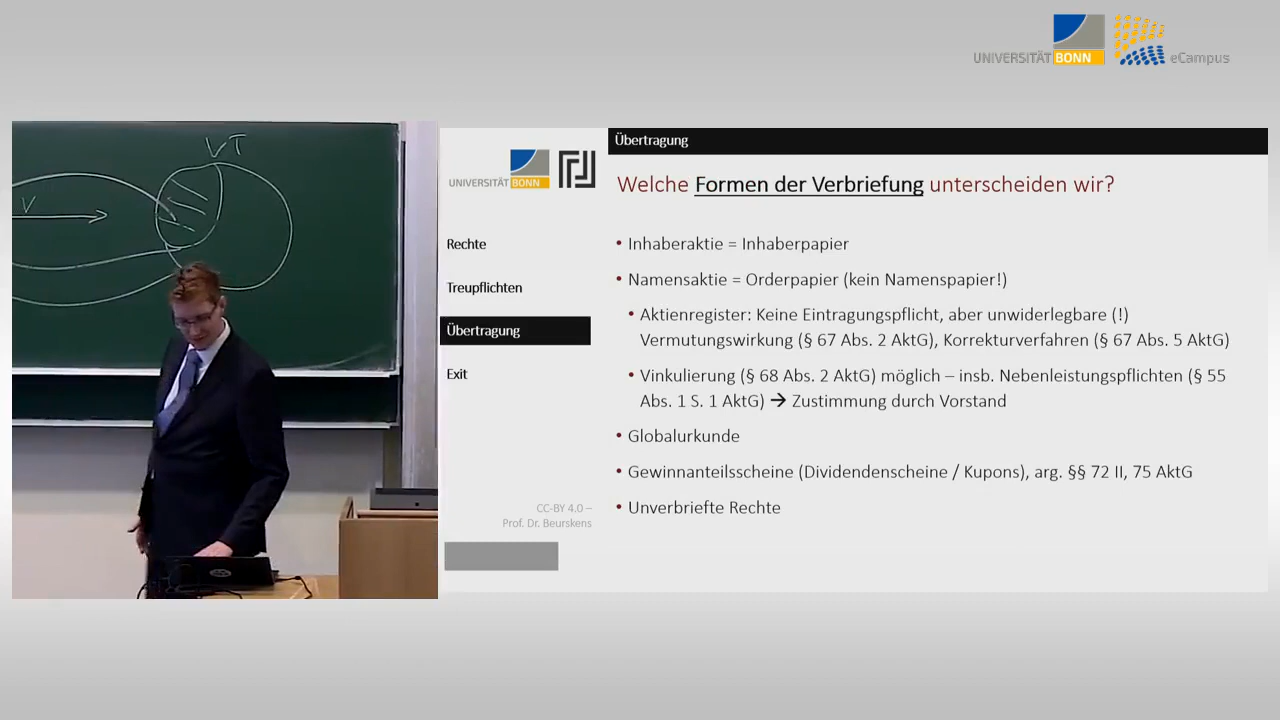 UNIVERSITÄT BONN
eCampus
VT
V
UNIVERSITÄT BONN
Rechte
Treupflichten
Übertragung
Exit
CC-BY 4.0 –
Prof. Dr. Beurskens
Übertragung
Welche Formen der Verbriefung unterscheiden wir?
• Inhaberaktie = Inhaberpapier
• Namensaktie = Orderpapier (kein Namenspapier!)
• Aktienregister: Keine Eintragungspflicht, aber unwiderlegbare (!)
Vermutungswirkung (§ 67 Abs. 2 AktG), Korrekturverfahren (§ 67 Abs. 5 AktG)
• Vinkulierung (§ 68 Abs. 2 AktG) möglich – insb. Nebenleistungspflichten (§ 55
Abs. 1 S. 1 AktG) → Zustimmung durch Vorstand
• Globalurkunde
• Gewinnanteilsscheine (Dividendenscheine / Kupons), arg. §§ 72 II, 75 AktG
• Unverbriefte Rechte